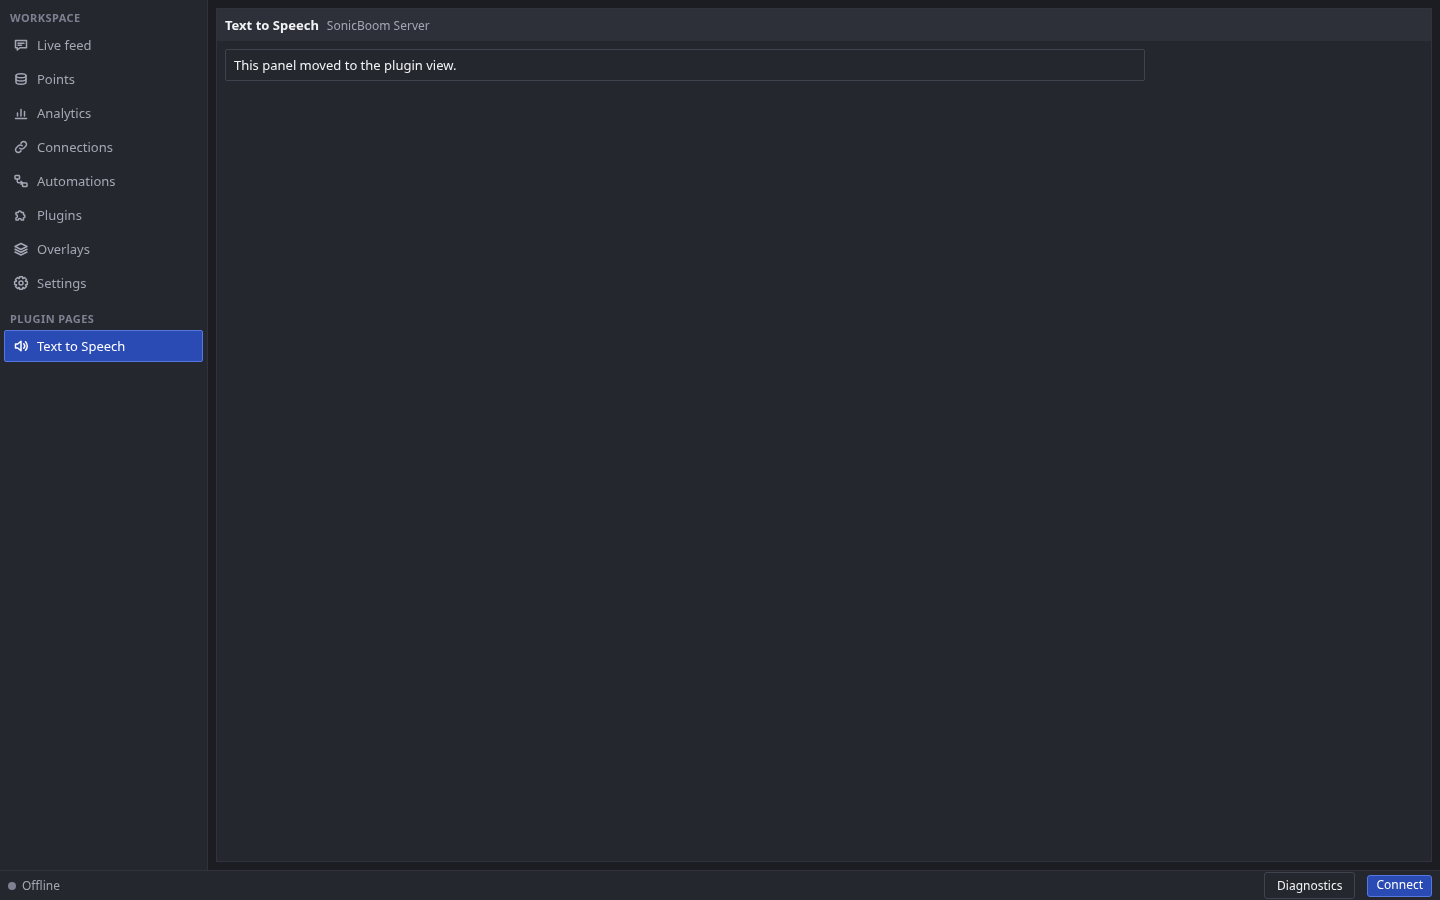 WORKSPACE
Live feed
Points
Analytics
Connections
Automations
Plugins
Overlays
Settings
PLUGIN PAGES
Text to Speech
Text to Speech SonicBoom Server
This panel moved to the plugin view.
Offline
Diagnostics
Connect